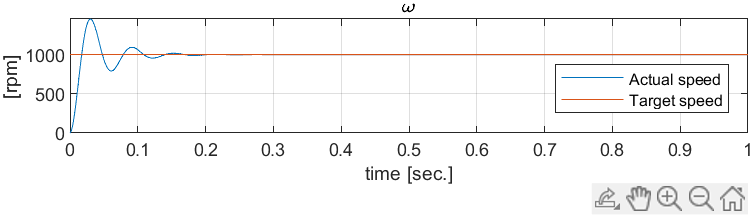 ω
1000
500
0
[rpm]
Actual speed
Target speed
0 0.1 0.2 0.3 0.4 0.5 0.6 0.7 0.8 0.9 1
time [sec.]